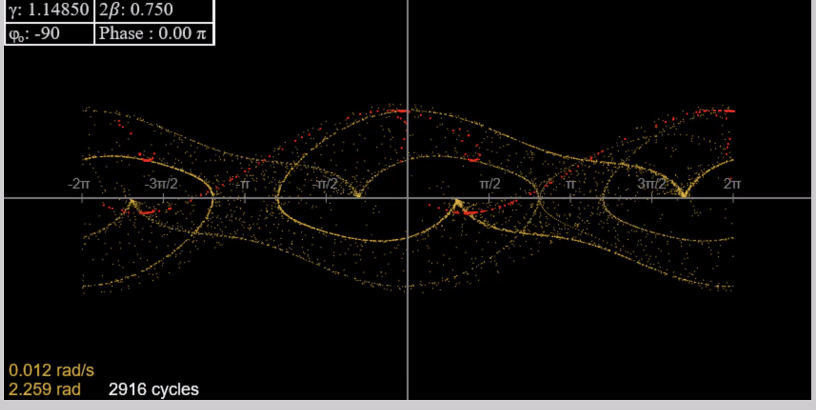 γ: 1.14850 2β: 0.750
φ₀: -90 Phase : 0.00 π
-2π -3π/2 -π -π/2 π/2 π 3π/2 2π
0.012 rad/s
2.259 rad 2916 cycles